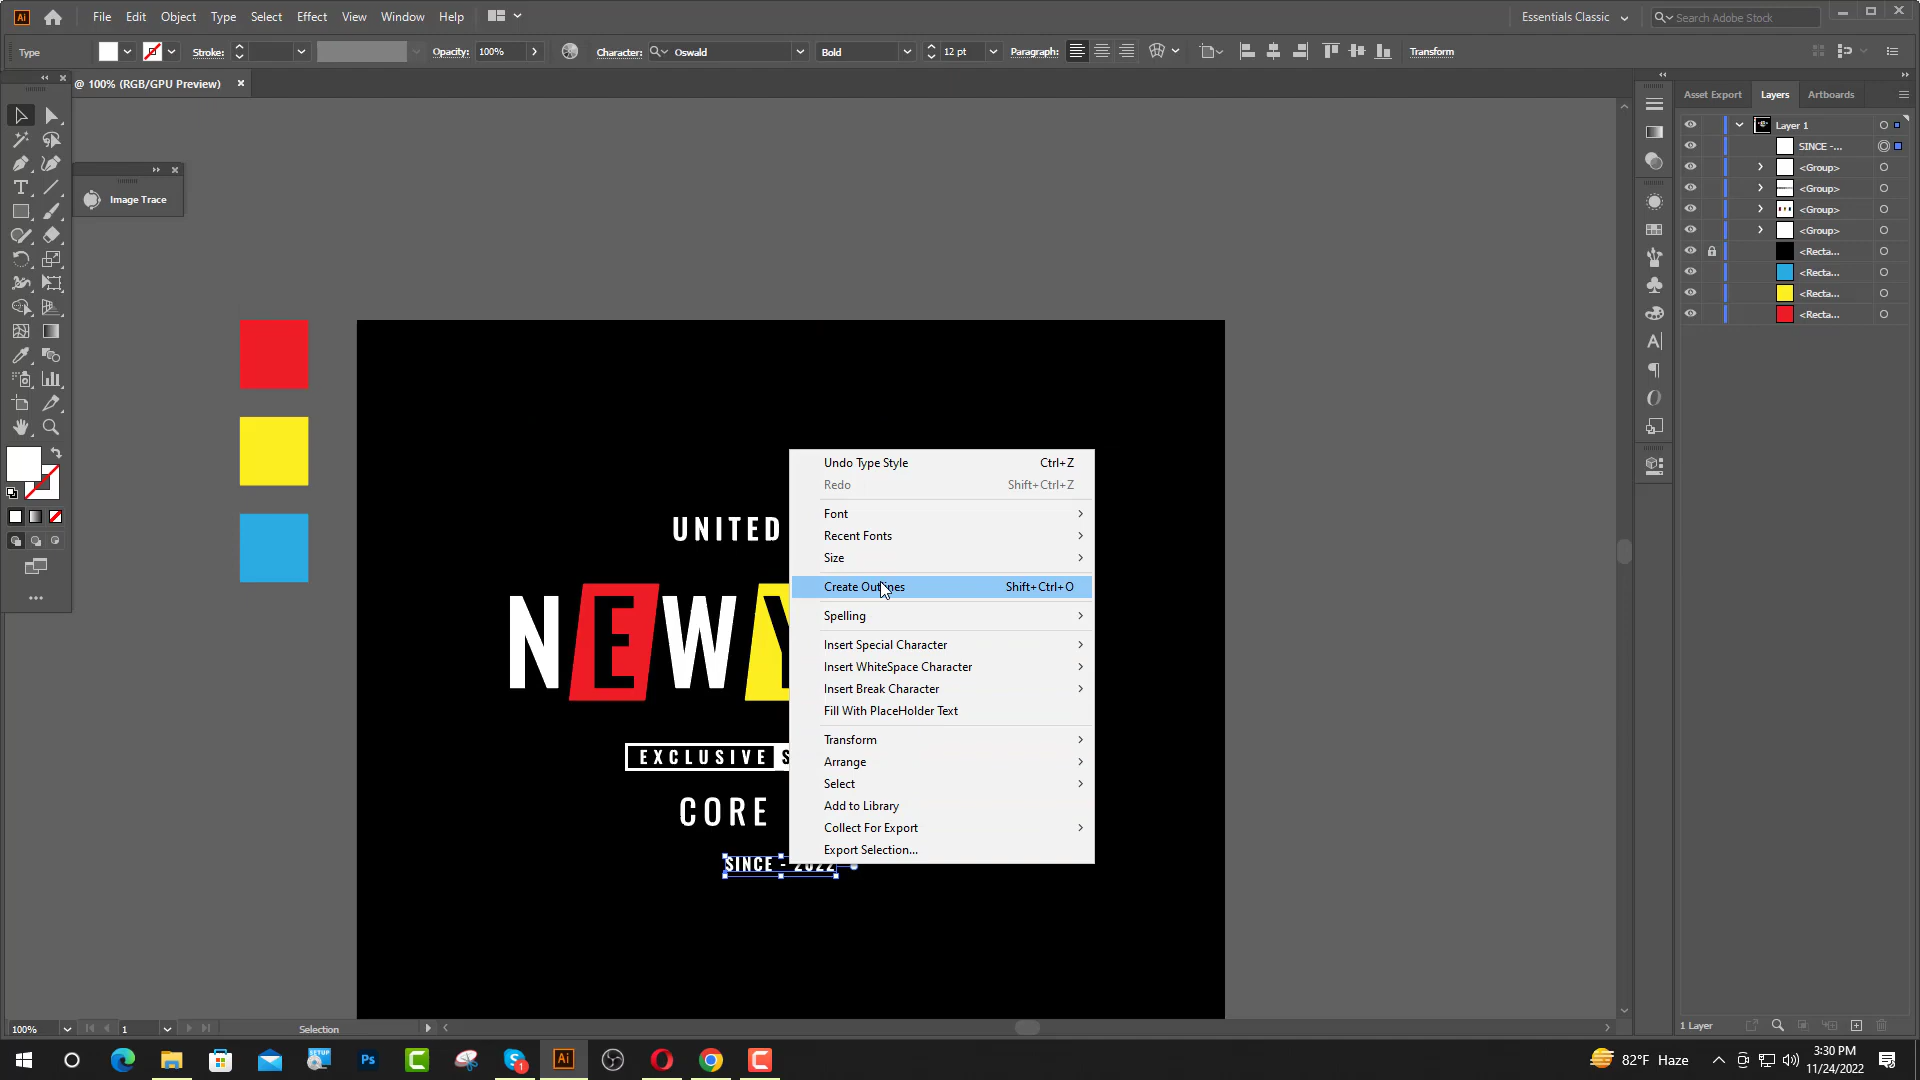 Ai File Edit Object Type Select Effect View Window Help Essentials Classic Search Adobe Stock
Type Stroke: Opacity: 100% Character: Oswald Bold 12 pt Paragraph: Transform
@ 100% (RGB/GPU Preview)
Asset Export Layers Artboards
Layer 1
SINCE -...
<Group>
<Group>
<Group>
<Group>
<Recta...
<Recta...
<Recta...
<Recta...
Image Trace
UNITED
NEWY
EXCLUSIVE S
CORE
SINCE - 2022
Undo Type Style Ctrl+Z
Redo Shift+Ctrl+Z
Font
Recent Fonts
Size
Create Outlines Shift+Ctrl+O
Spelling
Insert Special Character
Insert WhiteSpace Character
Insert Break Character
Fill With PlaceHolder Text
Transform
Arrange
Select
Add to Library
Collect For Export
Export Selection...
100% 1 Selection
1 Layer
Ps Ai 82°F Haze
3:30 PM
11/24/2022